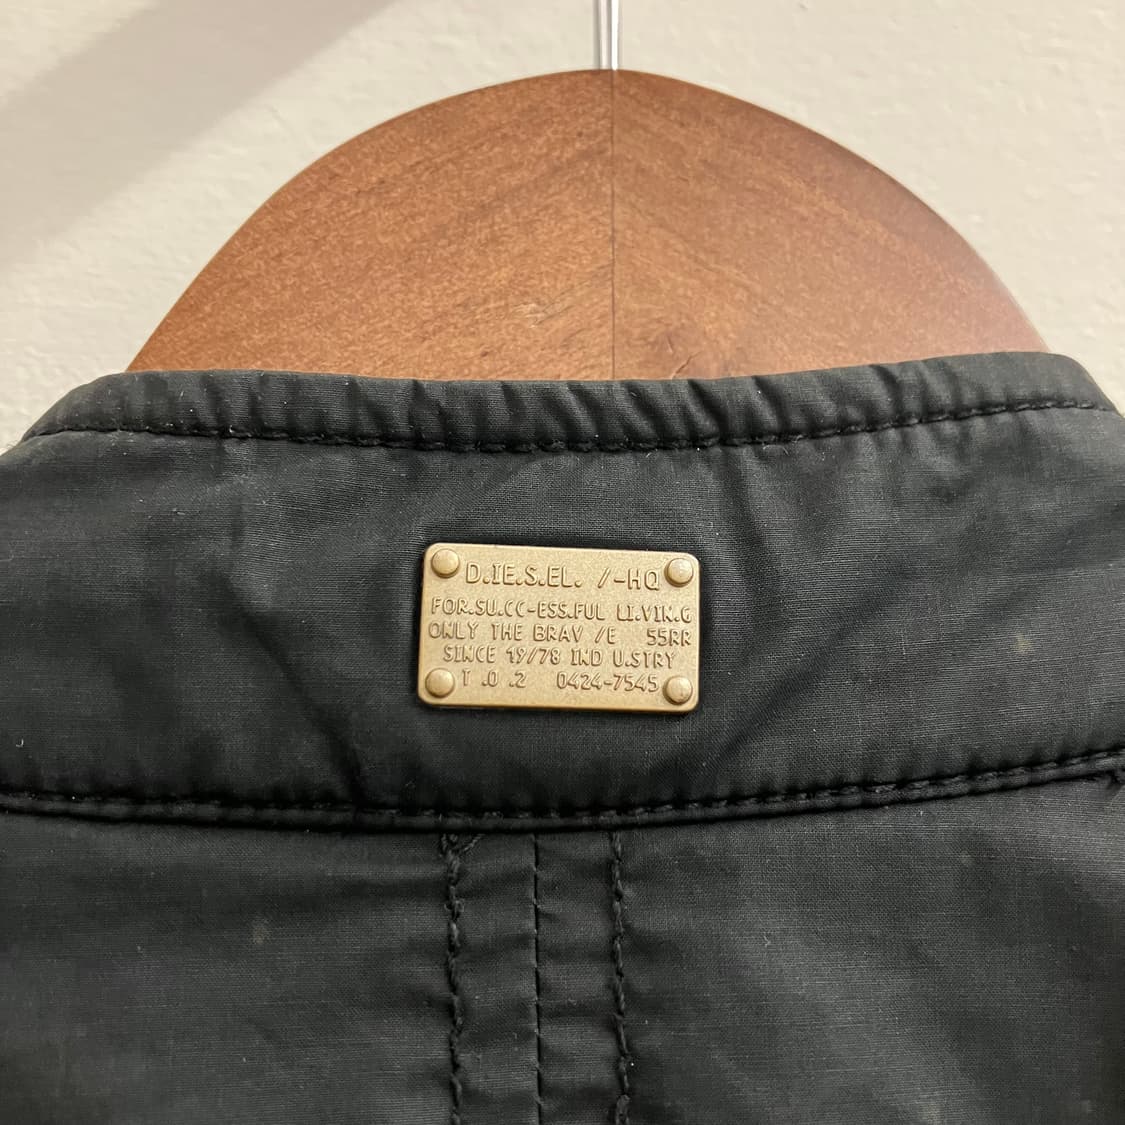 D.IE.S.EL. /-HQ
FOR.SU.CC-ESS.FUL LI.VIN.G
ONLY THE BRAV /E 55RR
SINCE 19/78 IND U.STRY
T .O .2 0424-7545